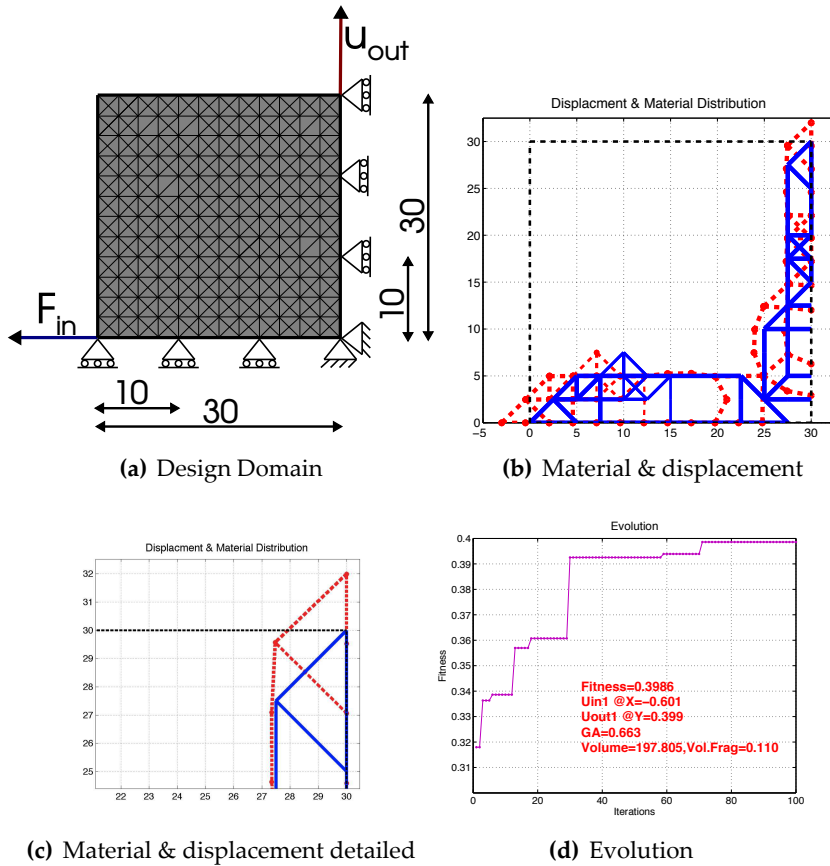 u_out
F_in
30
10
10
30
(a) Design Domain
Displacment & Material Distribution
30
25
20
15
10
5
0
-5 0 5 10 15 20 25 30
(b) Material & displacement
Displacment & Material Distribution
32
31
30
29
28
27
26
25
22 23 24 25 26 27 28 29 30
(c) Material & displacement detailed
Evolution
0.4
0.39
0.38
0.37
0.36
0.35
0.34
0.33
0.32
0.31
Fitness
Fitness=0.3986
Uin1 @X=-0.601
Uout1 @Y=0.399
GA=0.663
Volume=197.805,Vol.Frag=0.110
0 20 40 60 80 100
Iterations
(d) Evolution